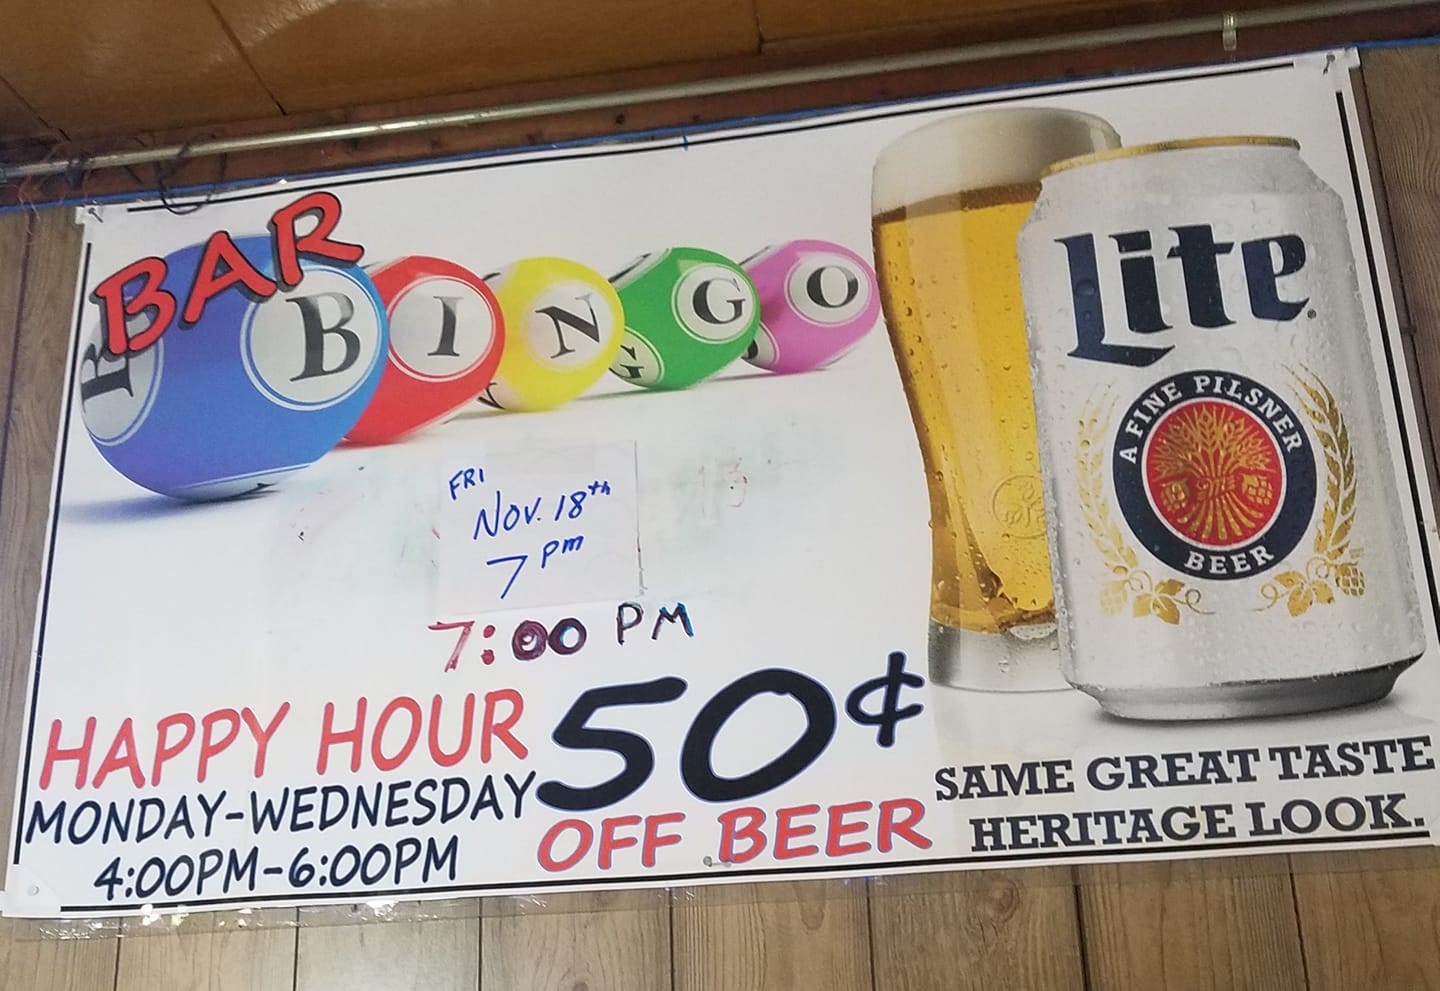 BAR
BINGO
FRI
Nov. 18th
7 pm
7:00 PM
HAPPY HOUR
MONDAY-WEDNESDAY
4:00PM-6:00PM
50¢
OFF BEER
Lite
A FINE PILSNER
BEER
SAME GREAT TASTE
HERITAGE LOOK.